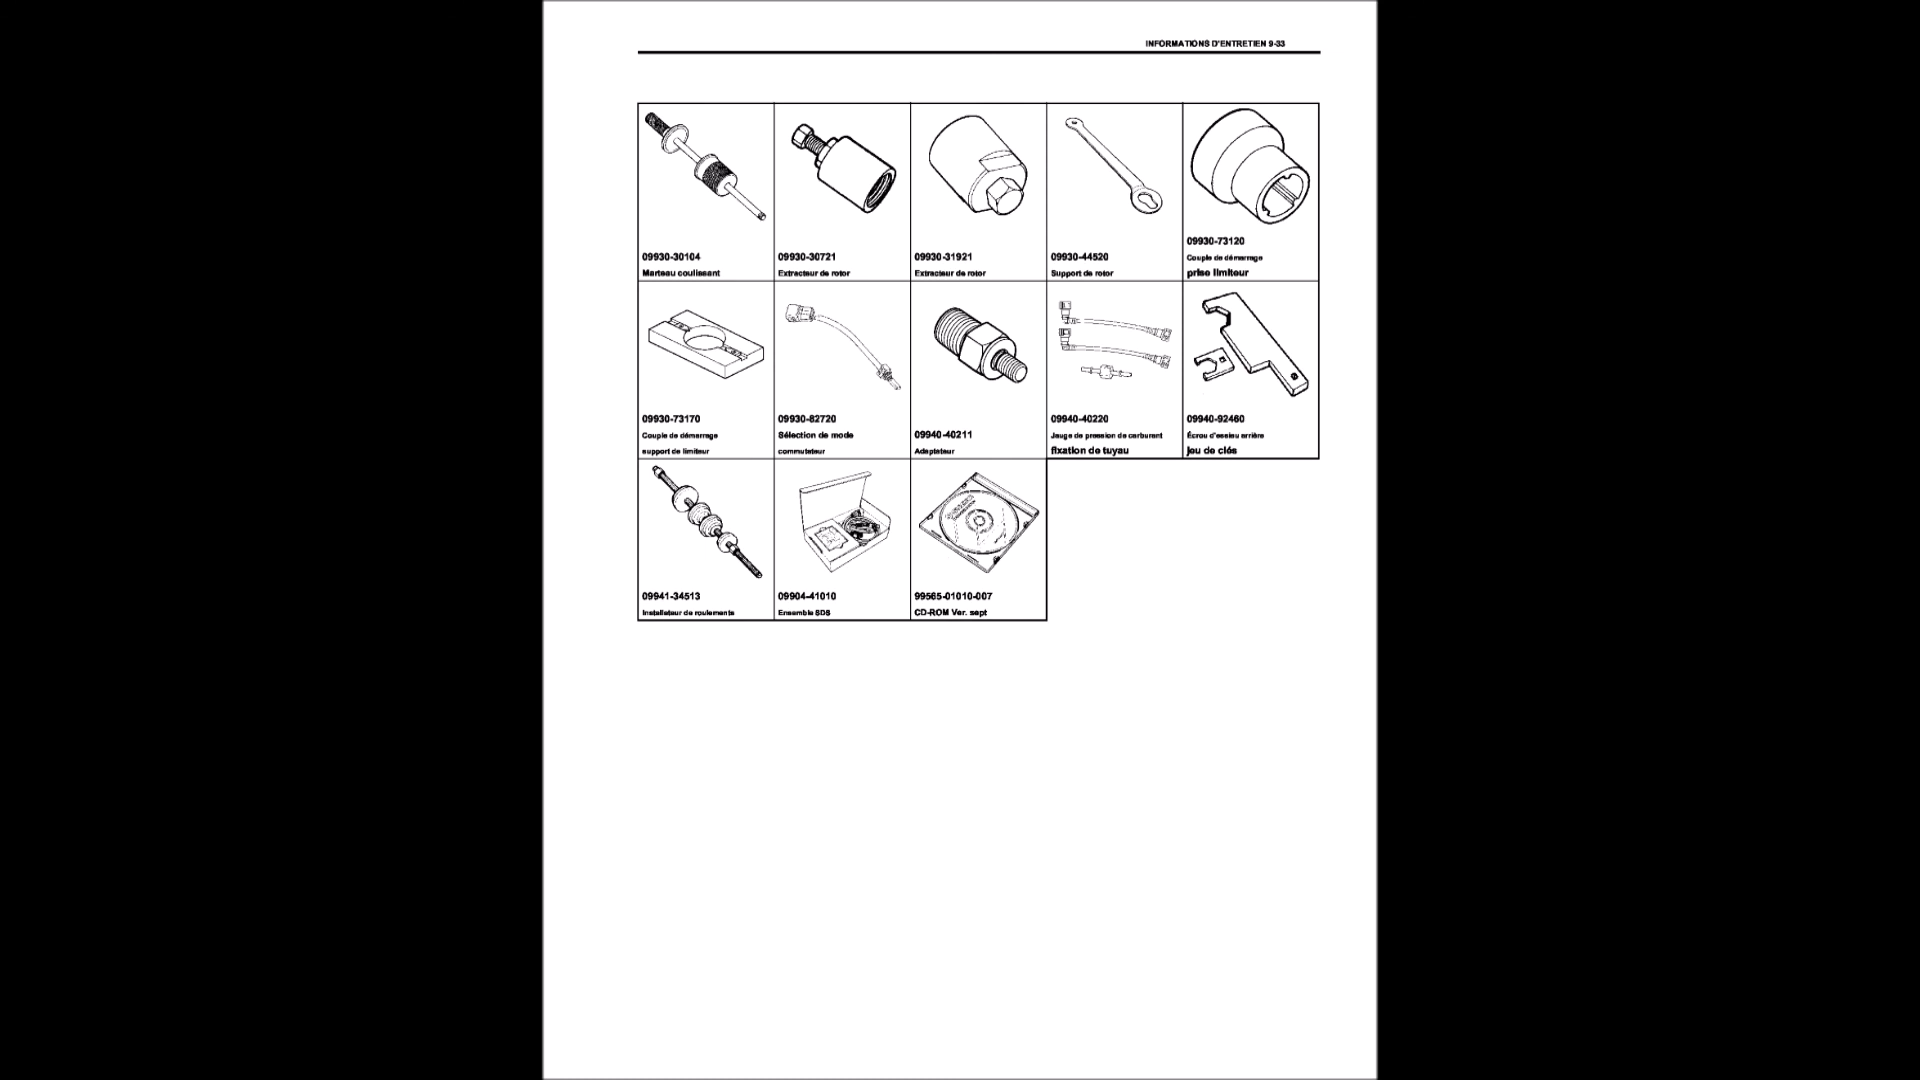 INFORMATIONS D'ENTRETIEN 9-33
09930-30104
Marteau coulissant
09930-30721
Extracteur de rotor
09930-31921
Extracteur de rotor
09930-44520
Support de rotor
09930-73120
Couple de démarrage
prise limiteur
09930-73170
Couple de démarrage
support de limiteur
09930-82720
Sélection de mode
commutateur
09940-40211
Adaptateur
09940-40220
Jauge de pression de carburant
fixation de tuyau
09940-92460
Écrou d'essieu arrière
jeu de clés
09941-34513
Installateur de roulements
09904-41010
Ensemble SDS
99565-01010-007
CD-ROM Ver. sept